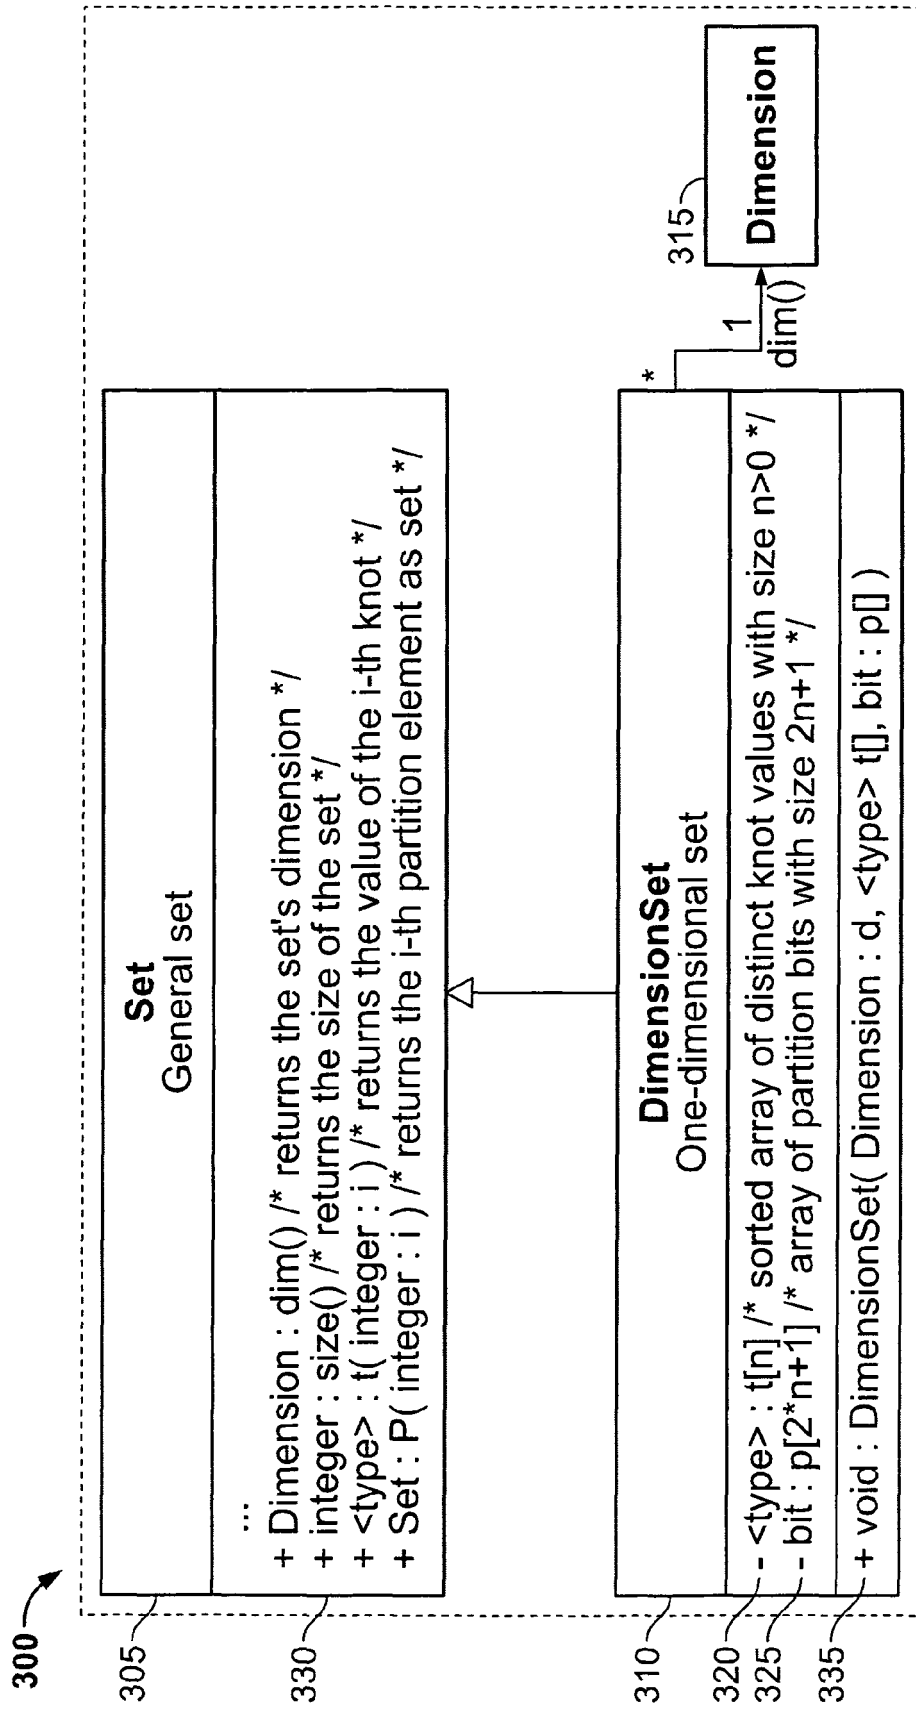 300
305
Set
General set
330
...
+ Dimension : dim() /* returns the set's dimension */
+ integer : size() /* returns the size of the set */
+ <type> : t( integer : i ) /* returns the value of the i-th knot */
+ Set : P( integer : i ) /* returns the i-th partition element as set */
310
DimensionSet
One-dimensional set
*
1
dim()
315
Dimension
320
- <type> : t[n] /* sorted array of distinct knot values with size n>0 */
325
- bit : p[2*n+1] /* array of partition bits with size 2n+1 */
335
+ void : DimensionSet( Dimension : d, <type> t[], bit : p[] )